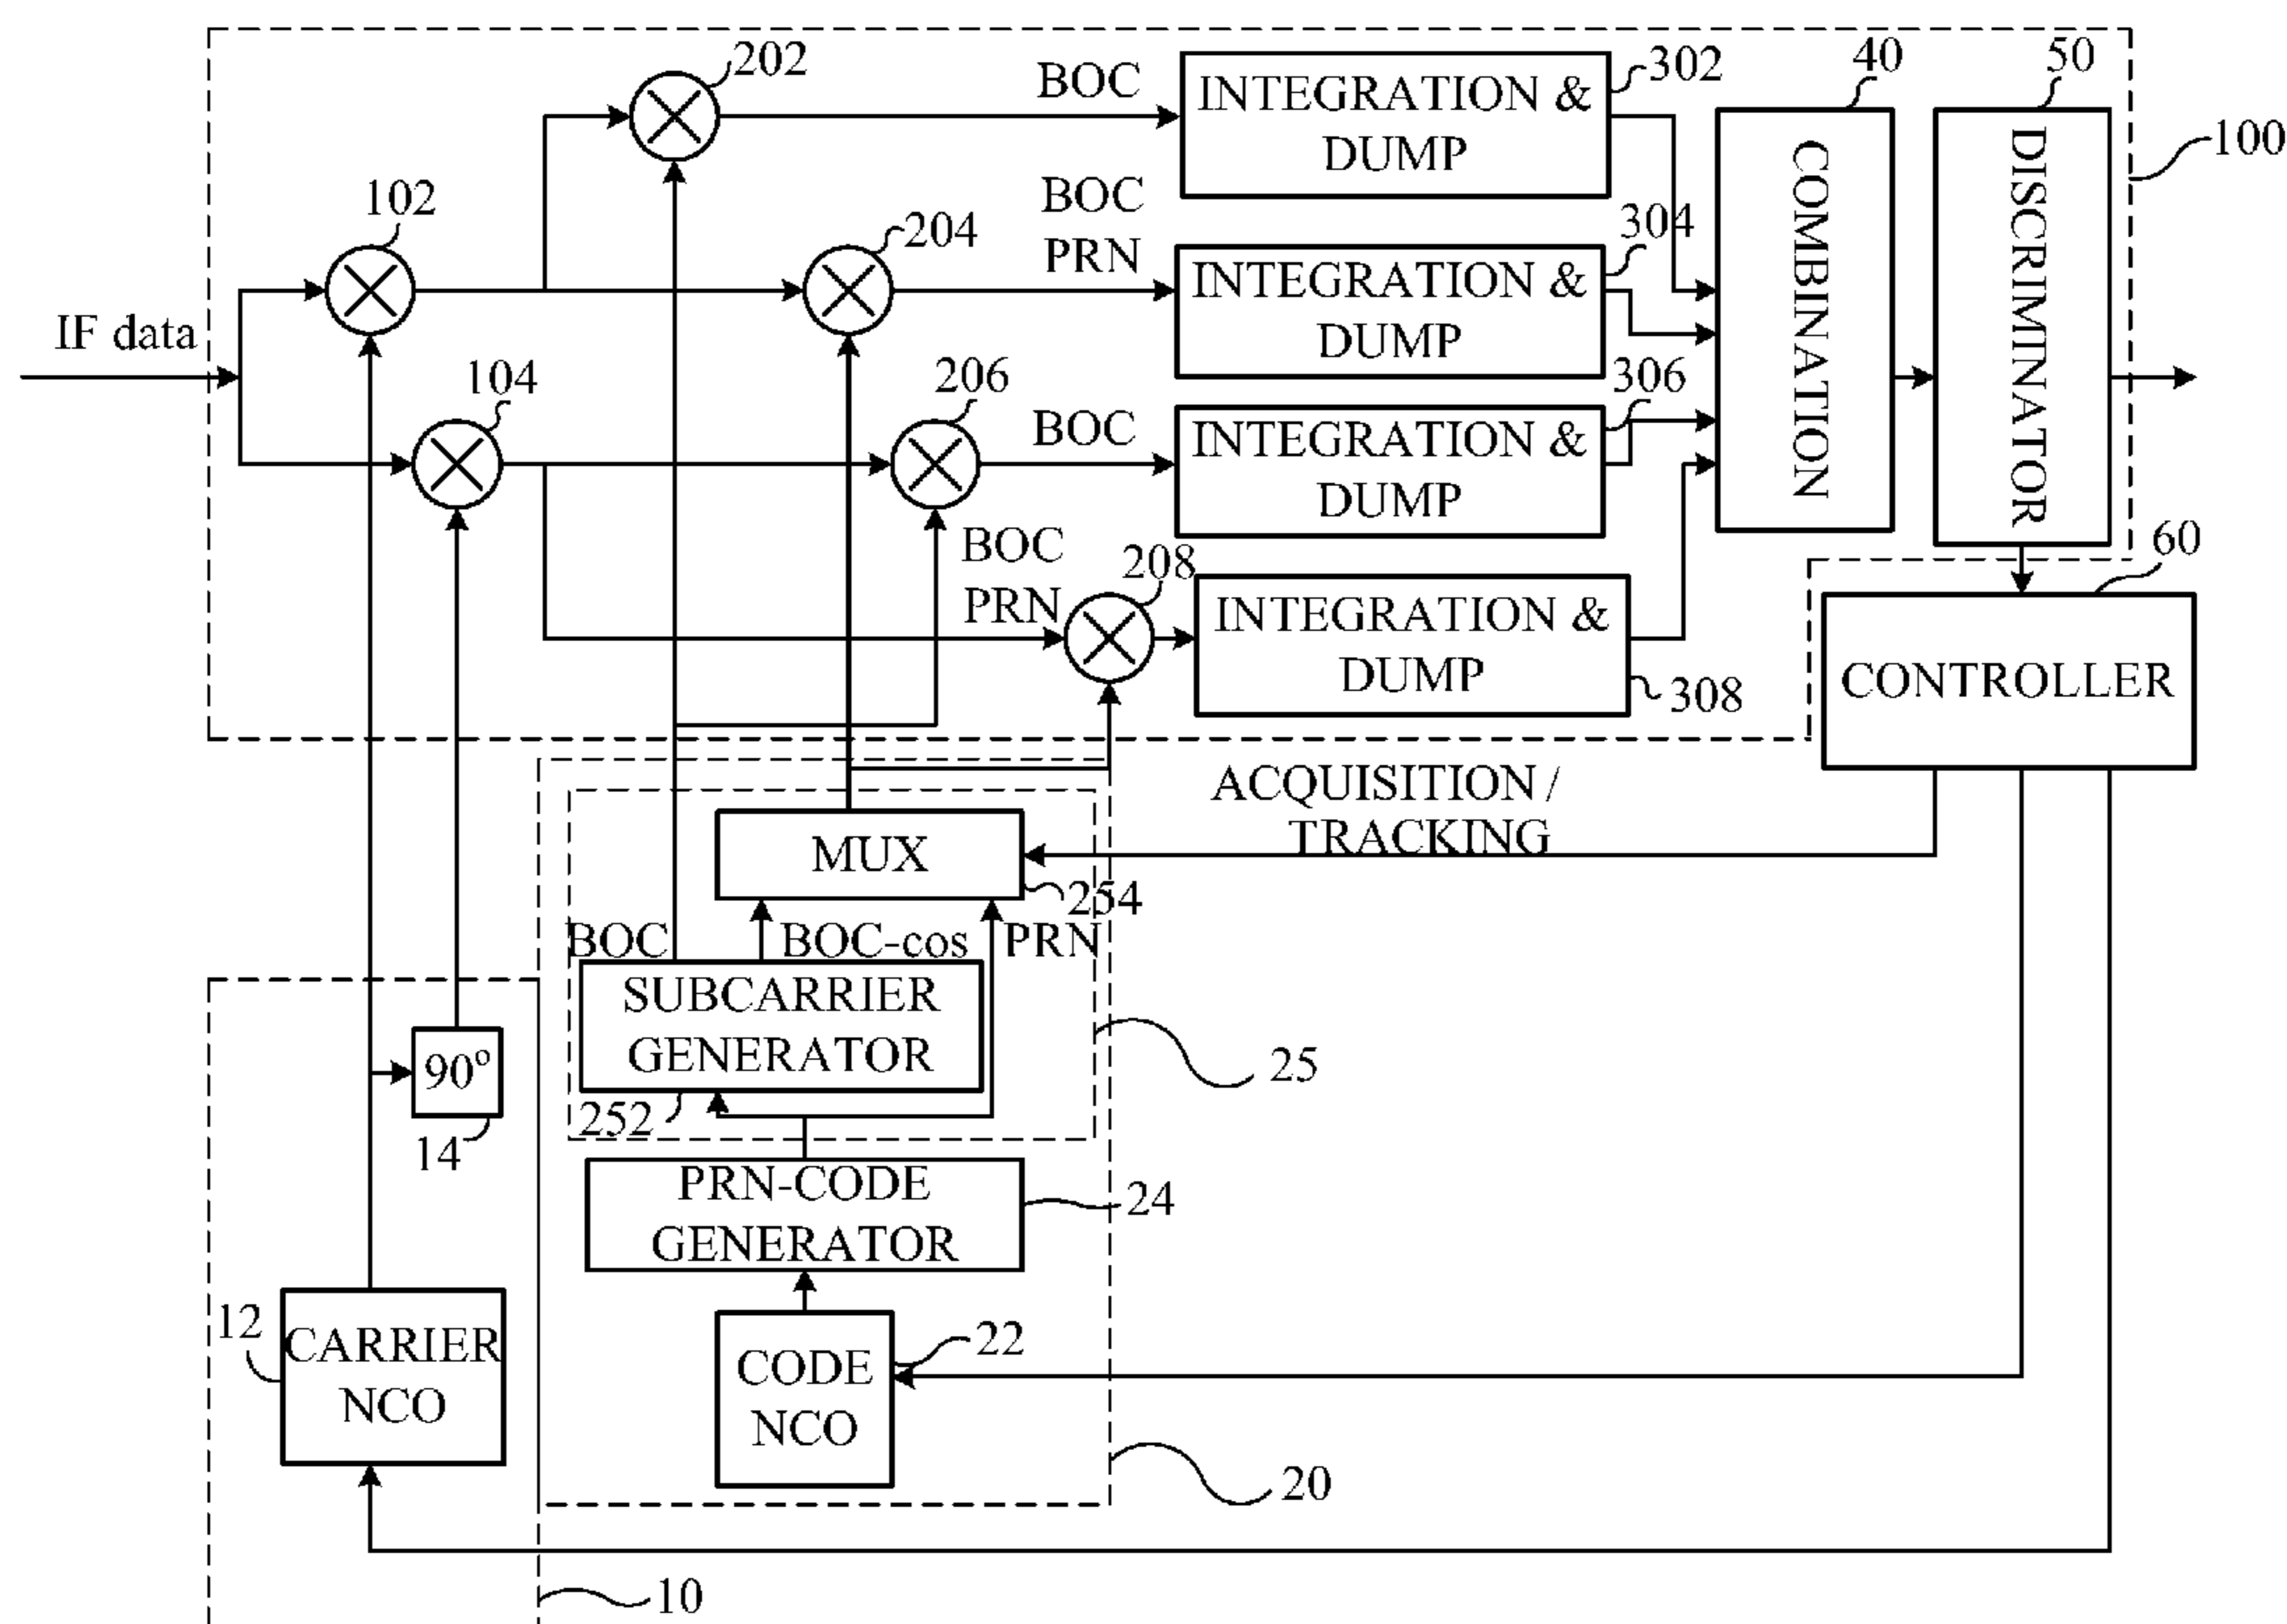 202
BOC
INTEGRATION &
DUMP
302
40
50
COMBINATION
DISCRIMINATOR
100
102
BOC
PRN
204
INTEGRATION &
DUMP
304
IF data
104
206
BOC
INTEGRATION &
DUMP
306
BOC
PRN
208
INTEGRATION &
DUMP
308
60
CONTROLLER
ACQUISITION /
TRACKING
MUX
254
BOC
BOC-cos
PRN
SUBCARRIER
GENERATOR
252
25
90º
14
PRN-CODE
GENERATOR
24
12
CARRIER
NCO
CODE
NCO
22
20
10